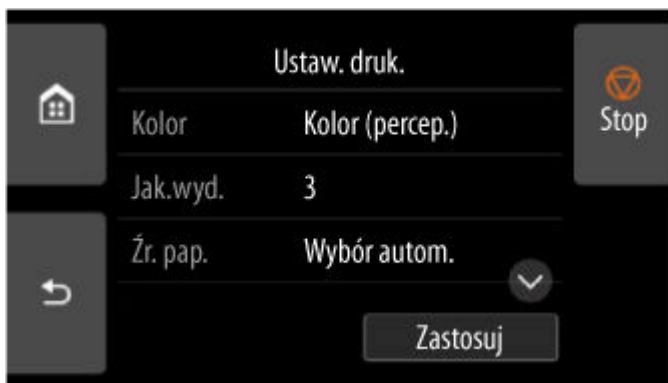 Ustaw. druk.
Stop
Kolor Kolor (percep.)
Jak.wyd. 3
Źr. pap. Wybór autom.
Zastosuj